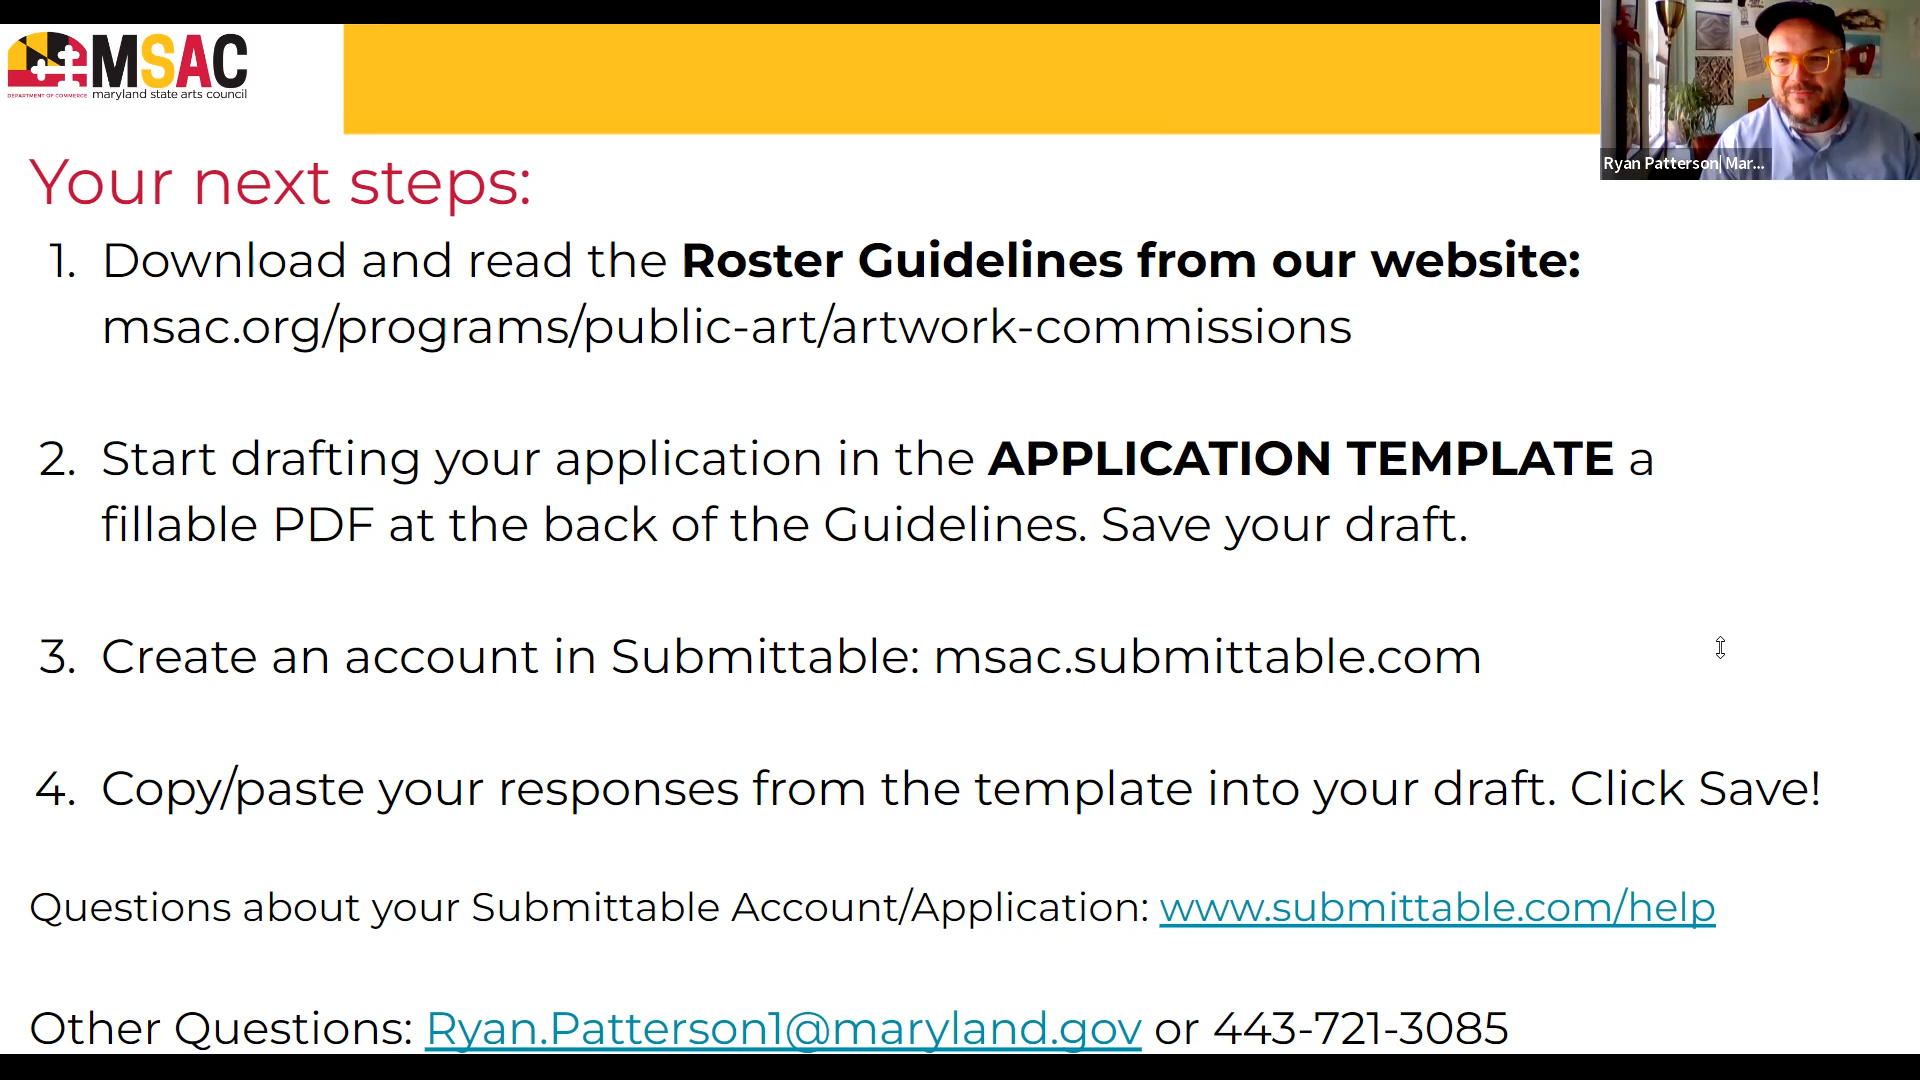 MSAC
DEPARTMENT OF COMMERCE maryland state arts council
Ryan Patterson| Mar...
Your next steps:
1. Download and read the Roster Guidelines from our website:
msac.org/programs/public-art/artwork-commissions
2. Start drafting your application in the APPLICATION TEMPLATE a
fillable PDF at the back of the Guidelines. Save your draft.
3. Create an account in Submittable: msac.submittable.com
4. Copy/paste your responses from the template into your draft. Click Save!
Questions about your Submittable Account/Application: www.submittable.com/help
Other Questions: Ryan.Patterson1@maryland.gov or 443-721-3085